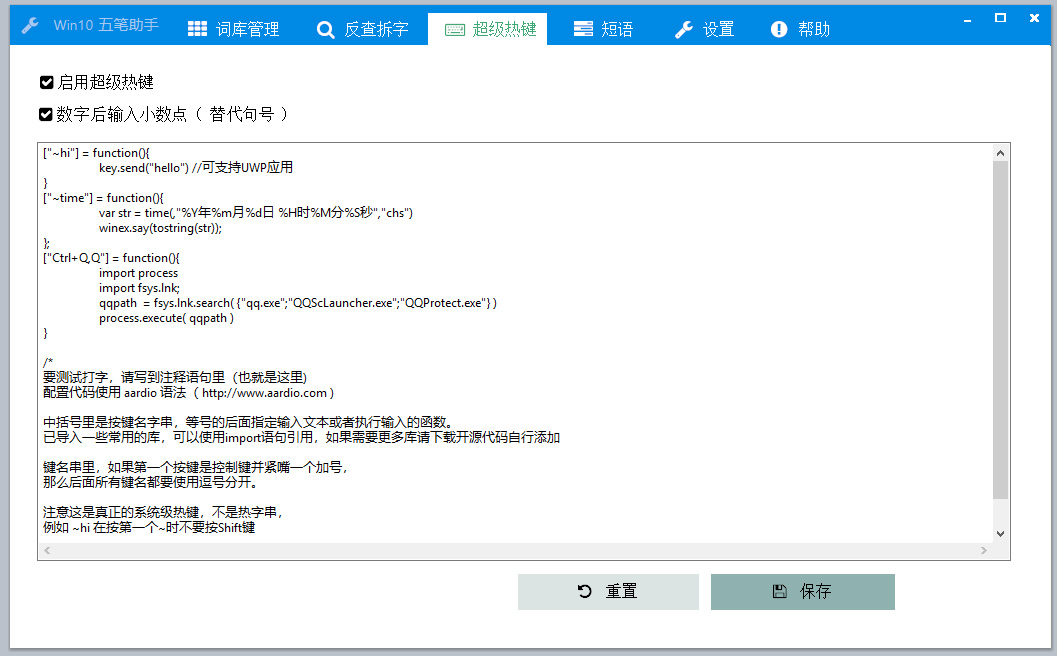 Win10 五笔助手
词库管理
反查拆字
超级热键
短语
设置
帮助
启用超级热键
数字后输入小数点（ 替代句号 ）
["~hi"] = function(){
key.send("hello") //可支持UWP应用
}
["~time"] = function(){
var str = time(,"%Y年%m月%d日 %H时%M分%S秒","chs")
winex.say(tostring(str));
};
["Ctrl+Q,Q"] = function(){
import process
import fsys.lnk;
qqpath  = fsys.lnk.search( {"qq.exe";"QQScLauncher.exe";"QQProtect.exe"} )
process.execute( qqpath )
}
/*
要测试打字，请写到注释语句里（也就是这里)
配置代码使用 aardio 语法（ http://www.aardio.com )
中括号里是按键名字串，等号的后面指定输入文本或者执行输入的函数。
已导入一些常用的库，可以使用import语句引用，如果需要更多库请下载开源代码自行添加
键名串里，如果第一个按键是控制键并紧嘴一个加号，
那么后面所有键名都要使用逗号分开。
注意这是真正的系统级热键，不是热字串，
例如 ~hi 在按第一个~时不要按Shift键
重置
保存